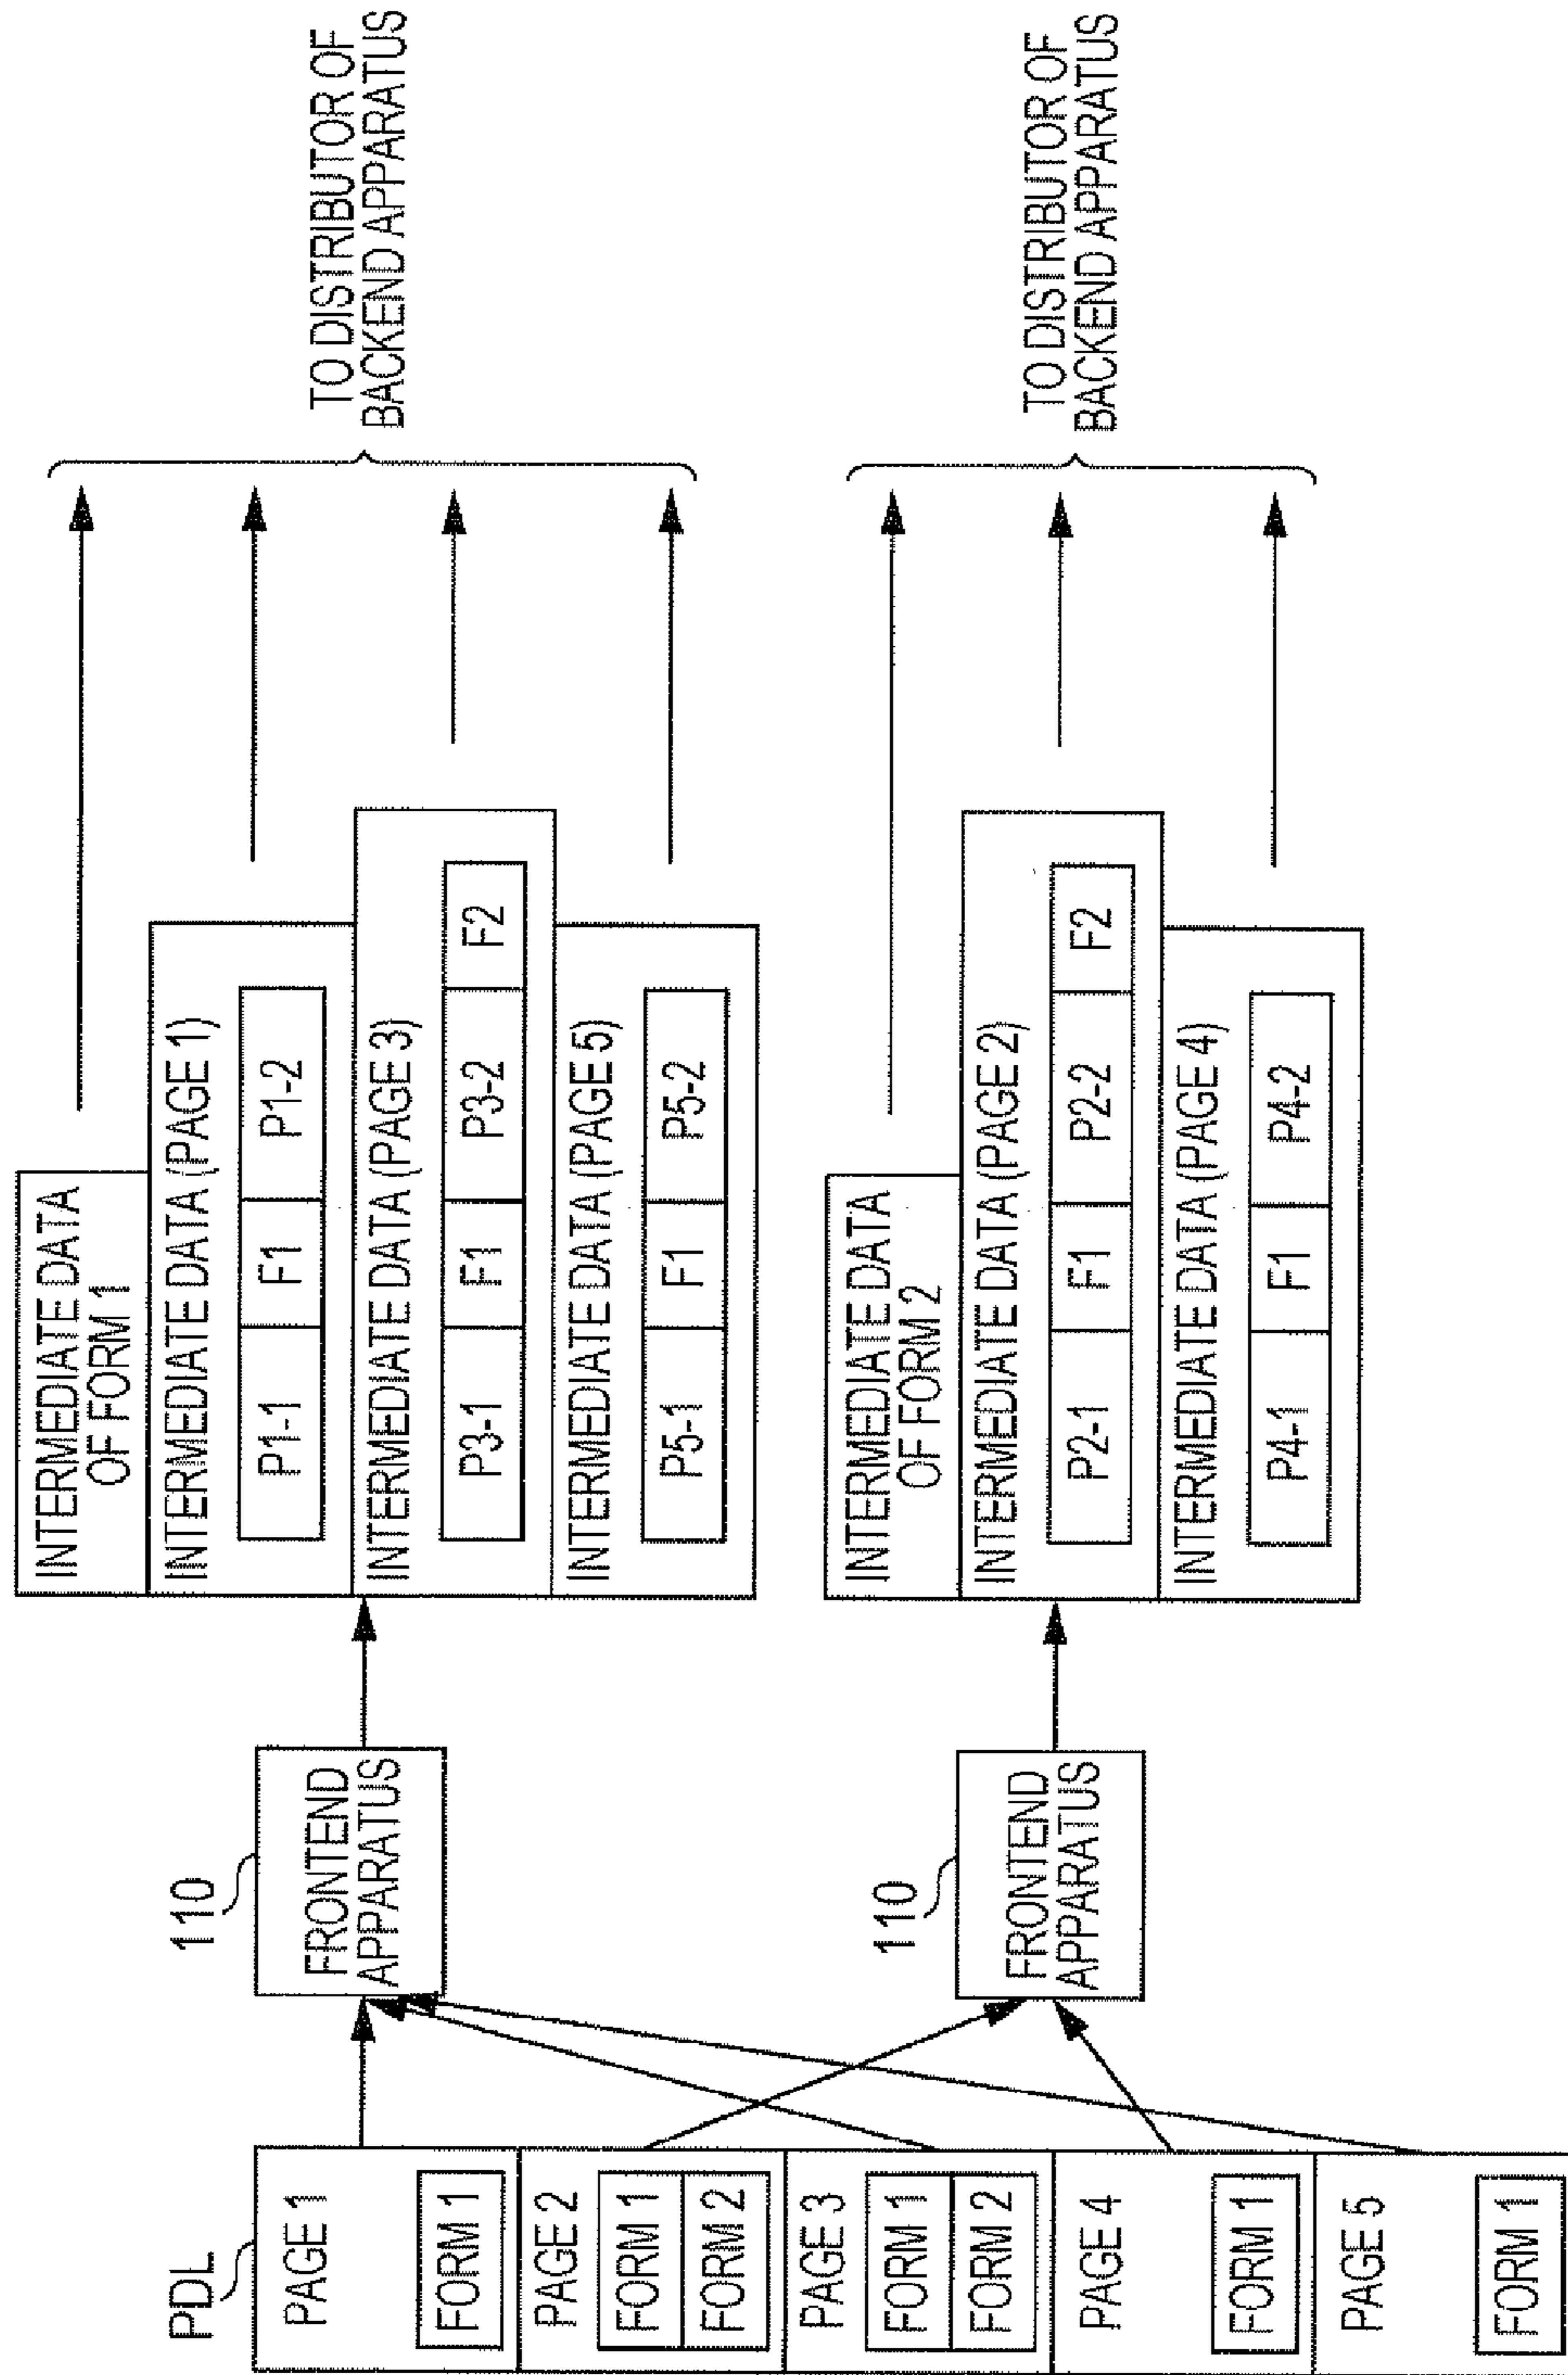 PDL
PAGE 1
FORM 1
PAGE 2
FORM 1
FORM 2
PAGE 3
FORM 1
FORM 2
PAGE 4
FORM 1
PAGE 5
FORM 1
110
FRONTEND
APPARATUS
110
FRONTEND
APPARATUS
INTERMEDIATE DATA
OF FORM 1
INTERMEDIATE DATA (PAGE 1)
P1-1 F1 P1-2
INTERMEDIATE DATA (PAGE 3)
P3-1 F1 P3-2 F2
INTERMEDIATE DATA (PAGE 5)
P5-1 F1 P5-2
TO DISTRIBUTOR OF
BACKEND APPARATUS
INTERMEDIATE DATA
OF FORM 2
INTERMEDIATE DATA (PAGE 2)
P2-1 F1 P2-2 F2
INTERMEDIATE DATA (PAGE 4)
P4-1 F1 P4-2
TO DISTRIBUTOR OF
BACKEND APPARATUS